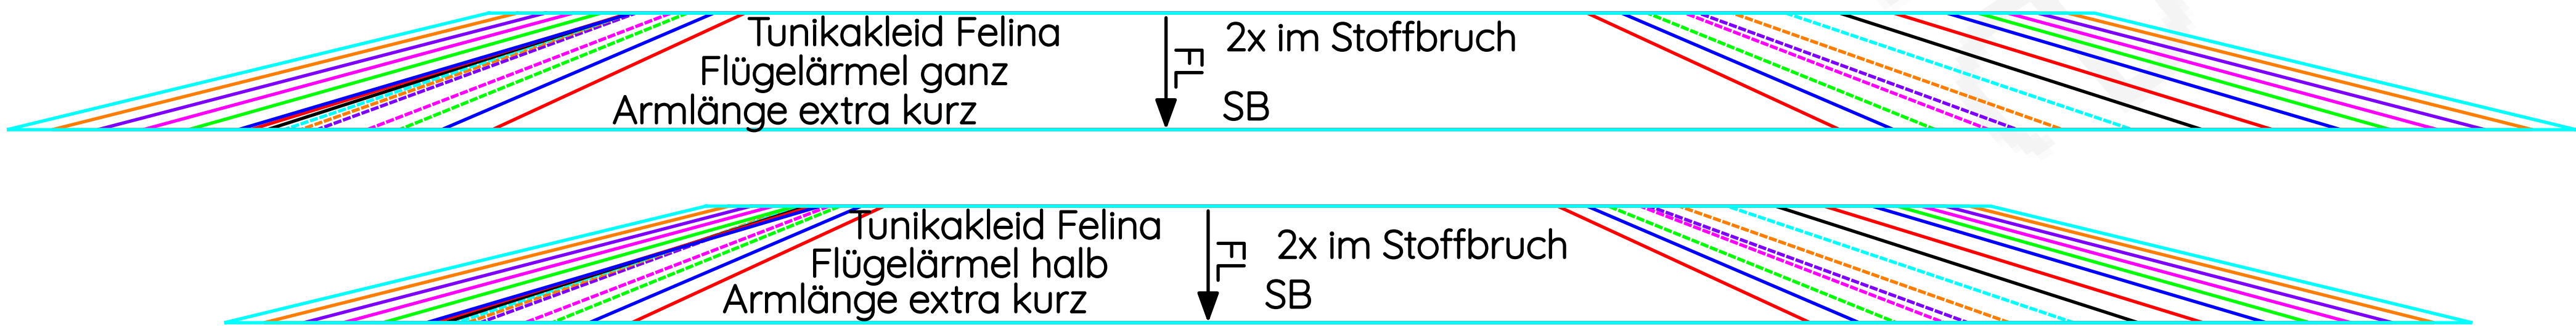 Tunikakleid Felina
Flügelärmel ganz
Armlänge extra kurz
FL
2x im Stoffbruch
SB
Tunikakleid Felina
Flügelärmel halb
Armlänge extra kurz
FL
2x im Stoffbruch
SB